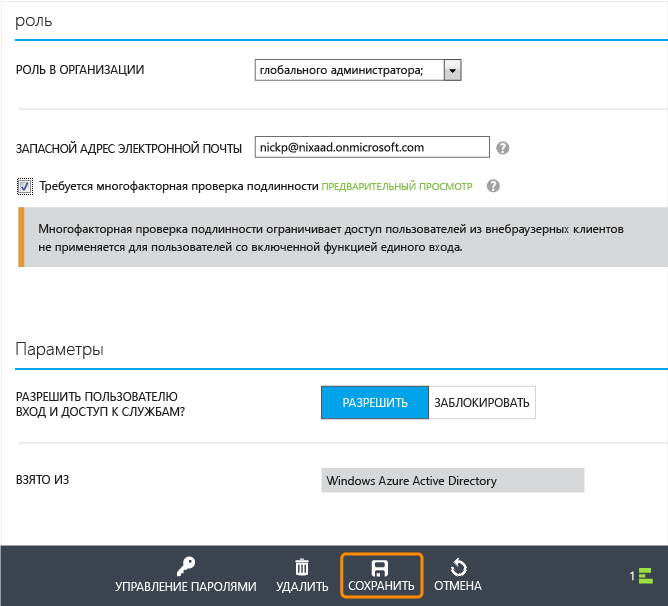 роль
РОЛЬ В ОРГАНИЗАЦИИ
глобального администратора;
ЗАПАСНОЙ АДРЕС ЭЛЕКТРОННОЙ ПОЧТЫ
nickp@nixaad.onmicrosoft.com
?
Требуется многофакторная проверка подлинности ПРЕДВАРИТЕЛЬНЫЙ ПРОСМОТР
?
Многофакторная проверка подлинности ограничивает доступ пользователей из внебраузерных клиентов
не применяется для пользователей со включенной функцией единого входа.
Параметры
РАЗРЕШИТЬ ПОЛЬЗОВАТЕЛЮ
ВХОД И ДОСТУП К СЛУЖБАМ?
РАЗРЕШИТЬ
ЗАБЛОКИРОВАТЬ
ВЗЯТО ИЗ
Windows Azure Active Directory
УПРАВЛЕНИЕ ПАРОЛЯМИ
УДАЛИТЬ
СОХРАНИТЬ
ОТМЕНА
1